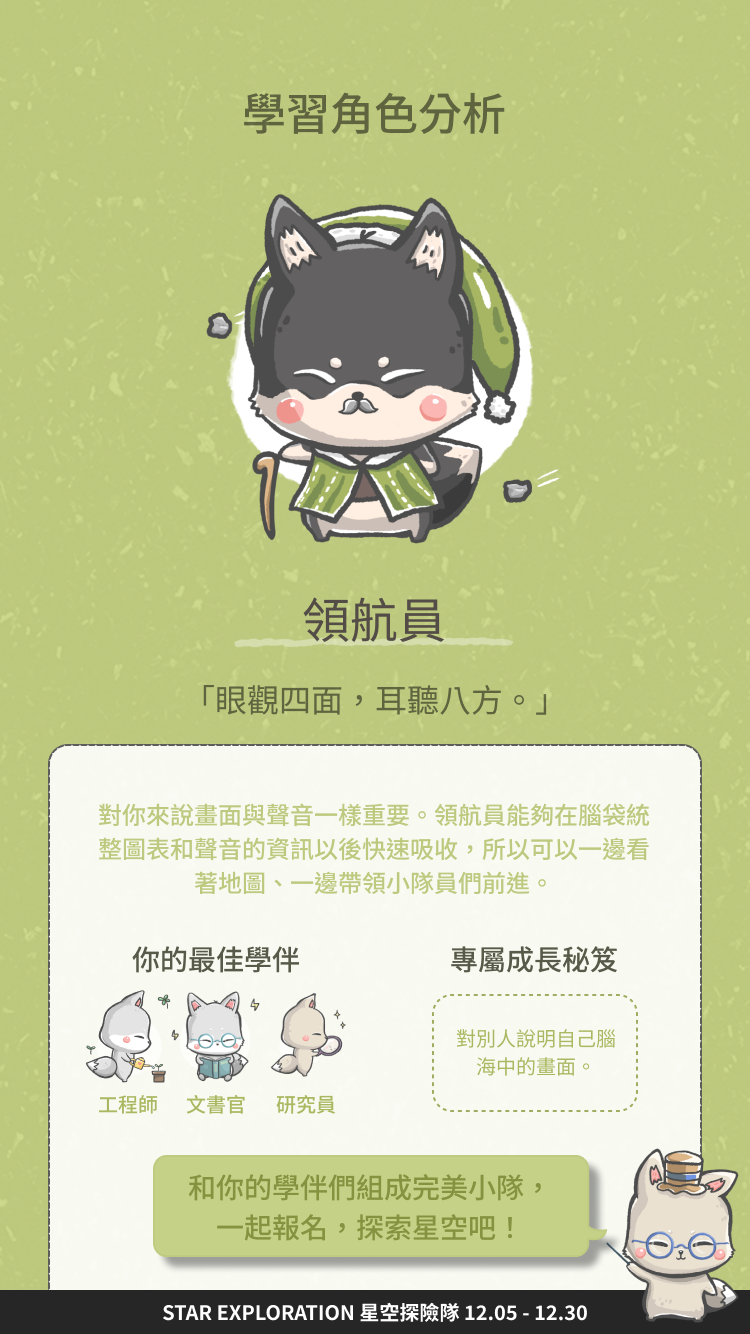 學習角色分析
領航員
「眼觀四面，耳聽八方。」
對你來說畫面與聲音一樣重要。領航員能夠在腦袋統
整圖表和聲音的資訊以後快速吸收，所以可以一邊看
著地圖、一邊帶領小隊員們前進。
你的最佳學伴
工程師
文書官
研究員
專屬成長秘笈
對別人說明自己腦
海中的畫面。
和你的學伴們組成完美小隊，
一起報名，探索星空吧！
STAR EXPLORATION 星空探險隊 12.05 - 12.30